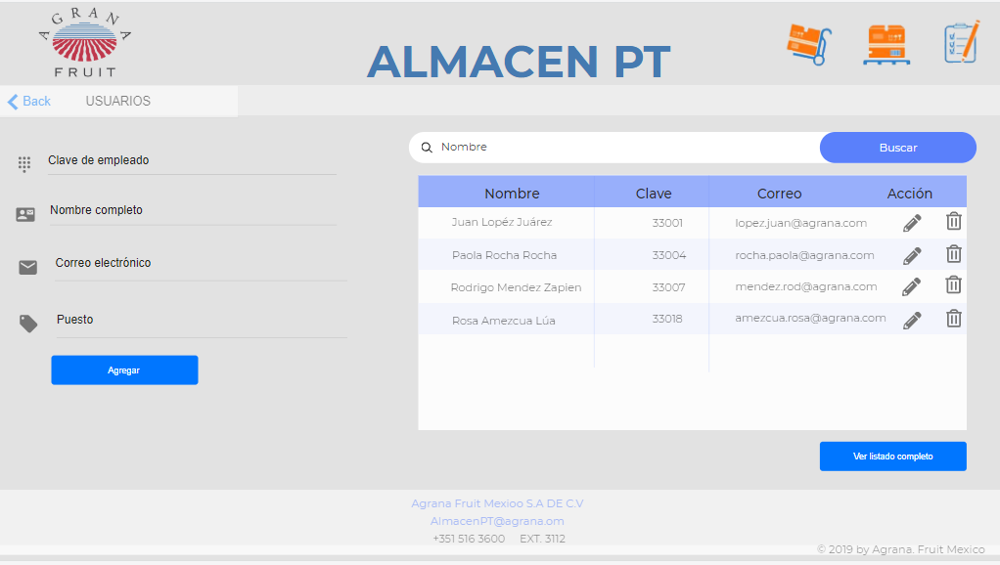 AGRANA
FRUIT
ALMACEN PT
Back
USUARIOS
Clave de empleado
Nombre completo
Correo electrónico
Puesto
Agregar
Nombre
Buscar
Nombre Clave Correo Acción
Juan Lopéz Juárez 33001 lopez.juan@agrana.com
Paola Rocha Rocha 33004 rocha.paola@agrana.com
Rodrigo Mendez Zapien 33007 mendez.rod@agrana.com
Rosa Amezcua Lúa 33018 amezcua.rosa@agrana.com
Ver listado completo
Agrana Fruit Mexioo S.A DE C.V
AlmacenPT@agrana.om
+351 516 3600 EXT. 3112
© 2019 by Agrana. Fruit Mexico